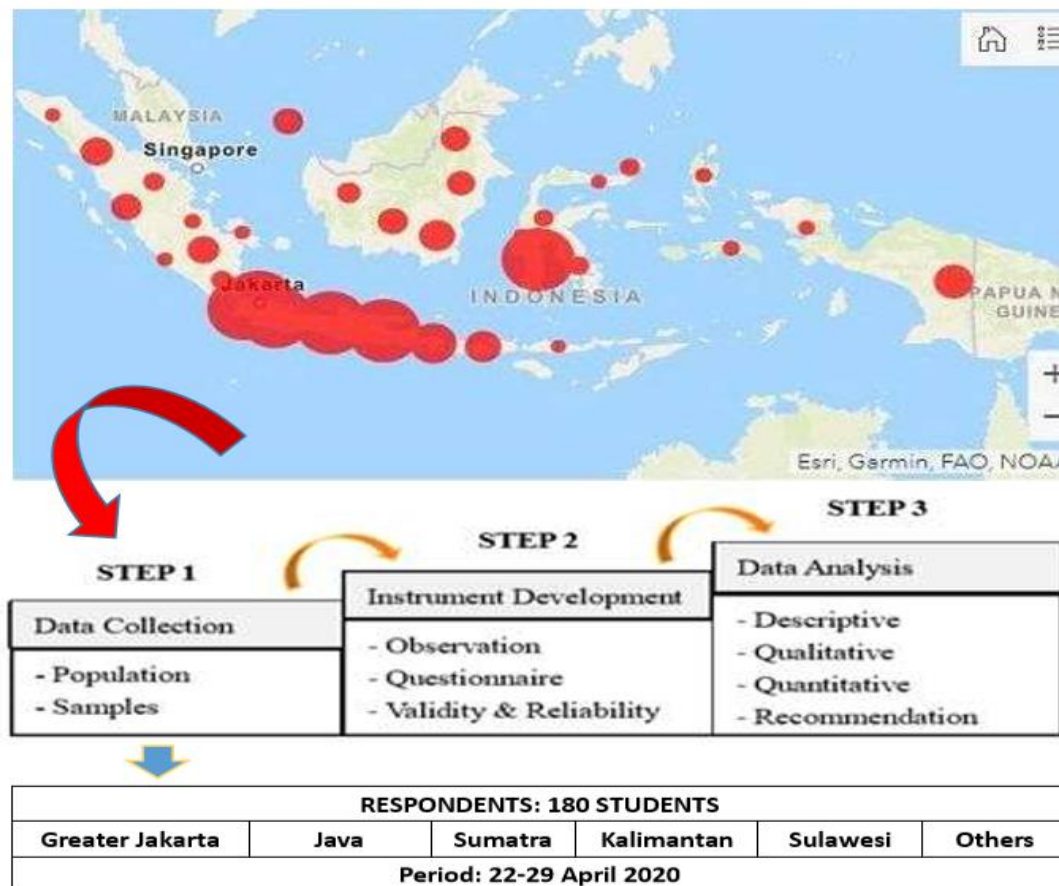 MALAYSIA
Singapore
Jakarta
INDONESIA
PAPUA N
GUINE
+
−
Esri, Garmin, FAO, NOAA
STEP 1
Data Collection
- Population
- Samples
STEP 2
Instrument Development
- Observation
- Questionnaire
- Validity & Reliability
STEP 3
Data Analysis
- Descriptive
- Qualitative
- Quantitative
- Recommendation
RESPONDENTS: 180 STUDENTS
Greater Jakarta Java Sumatra Kalimantan Sulawesi Others
Period: 22-29 April 2020